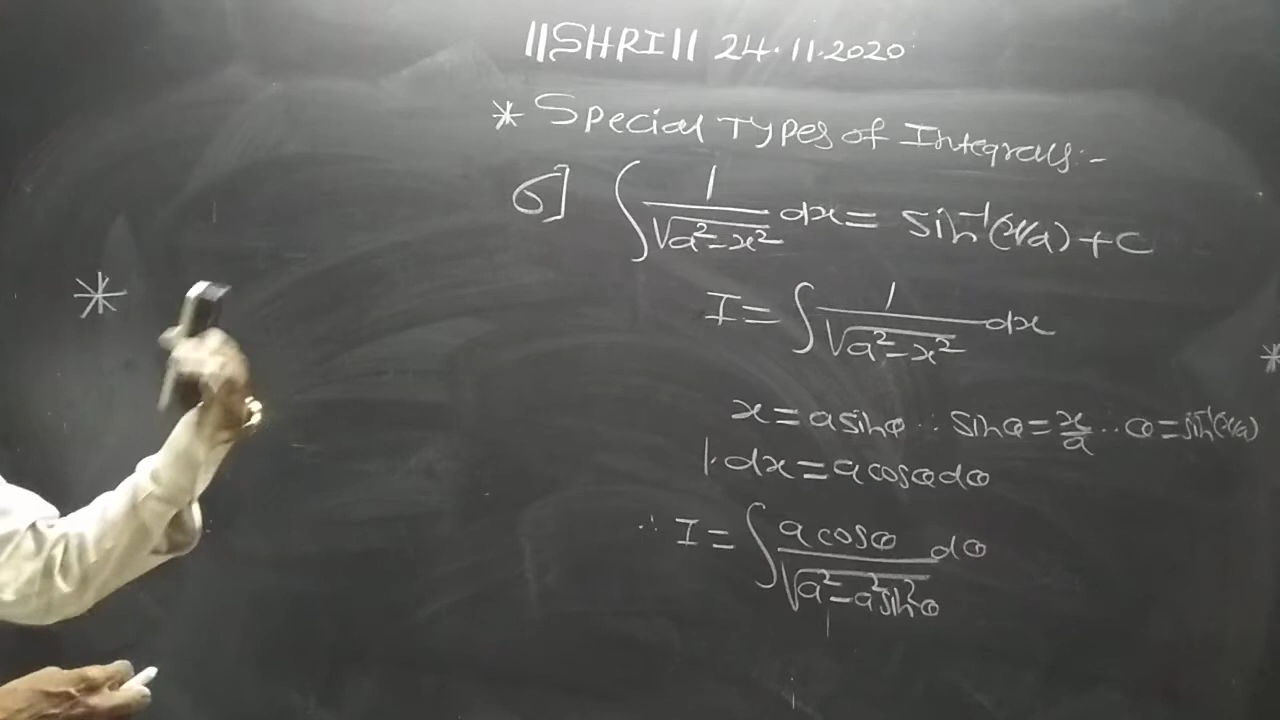 ||SHRI|| 24.11.2020
* Special Types of Integrals:-
6] ∫ 1/√(a²-x²) dx = sin⁻¹(x/a) + c
I = ∫ 1/√(a²-x²) dx
x = a sinθ ∴ sinθ = x/a ∴ θ = sin⁻¹(x/a)
1·dx = a cosθ dθ
∴ I = ∫ a cosθ/√(a²-a²sin²θ) dθ
*
*